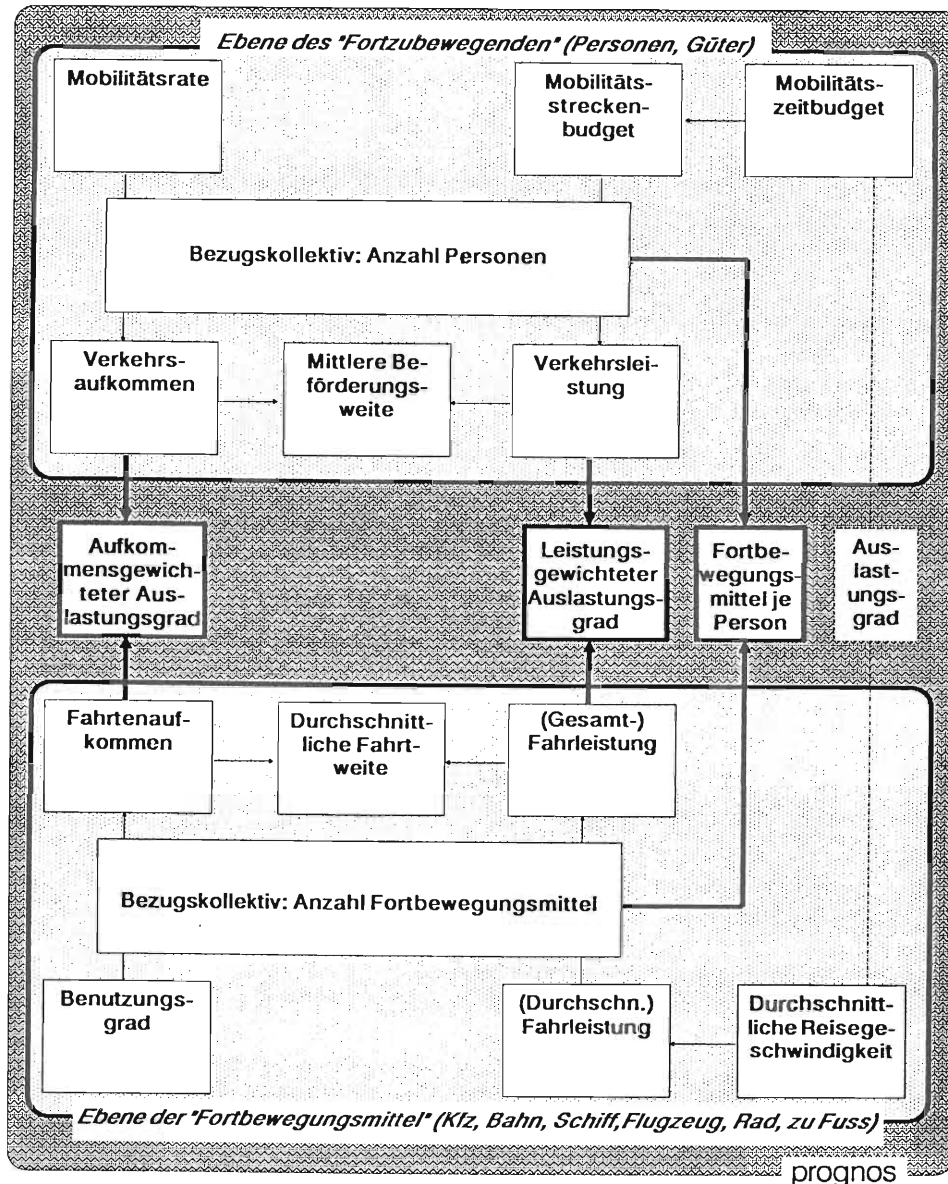 Ebene des "Fortzubewegenden" (Personen, Güter)
Mobilitätsrate
Mobilitäts-
strecken-
budget
Mobilitäts-
zeitbudget
Bezugskollektiv: Anzahl Personen
Verkehrs-
aufkommen
Mittlere Be-
förderungs-
weite
Verkehrslei-
stung
Aufkom-
mensgewich-
teter Aus-
lastungsgrad
Leistungs-
gewichteter
Auslastungs-
grad
Fortbe-
wegungs-
mittel je
Person
Aus-
last-
ungs-
grad
Fahrtenauf-
kommen
Durchschnitt-
liche Fahrt-
weite
(Gesamt-)
Fahrleistung
Bezugskollektiv: Anzahl Fortbewegungsmittel
Benutzungs-
grad
(Durchschn.)
Fahrleistung
Durchschnitt-
liche Reisege-
schwindigkeit
Ebene der "Fortbewegungsmittel" (Kfz, Bahn, Schiff,Flugzeug, Rad, zu Fuss)
prognos